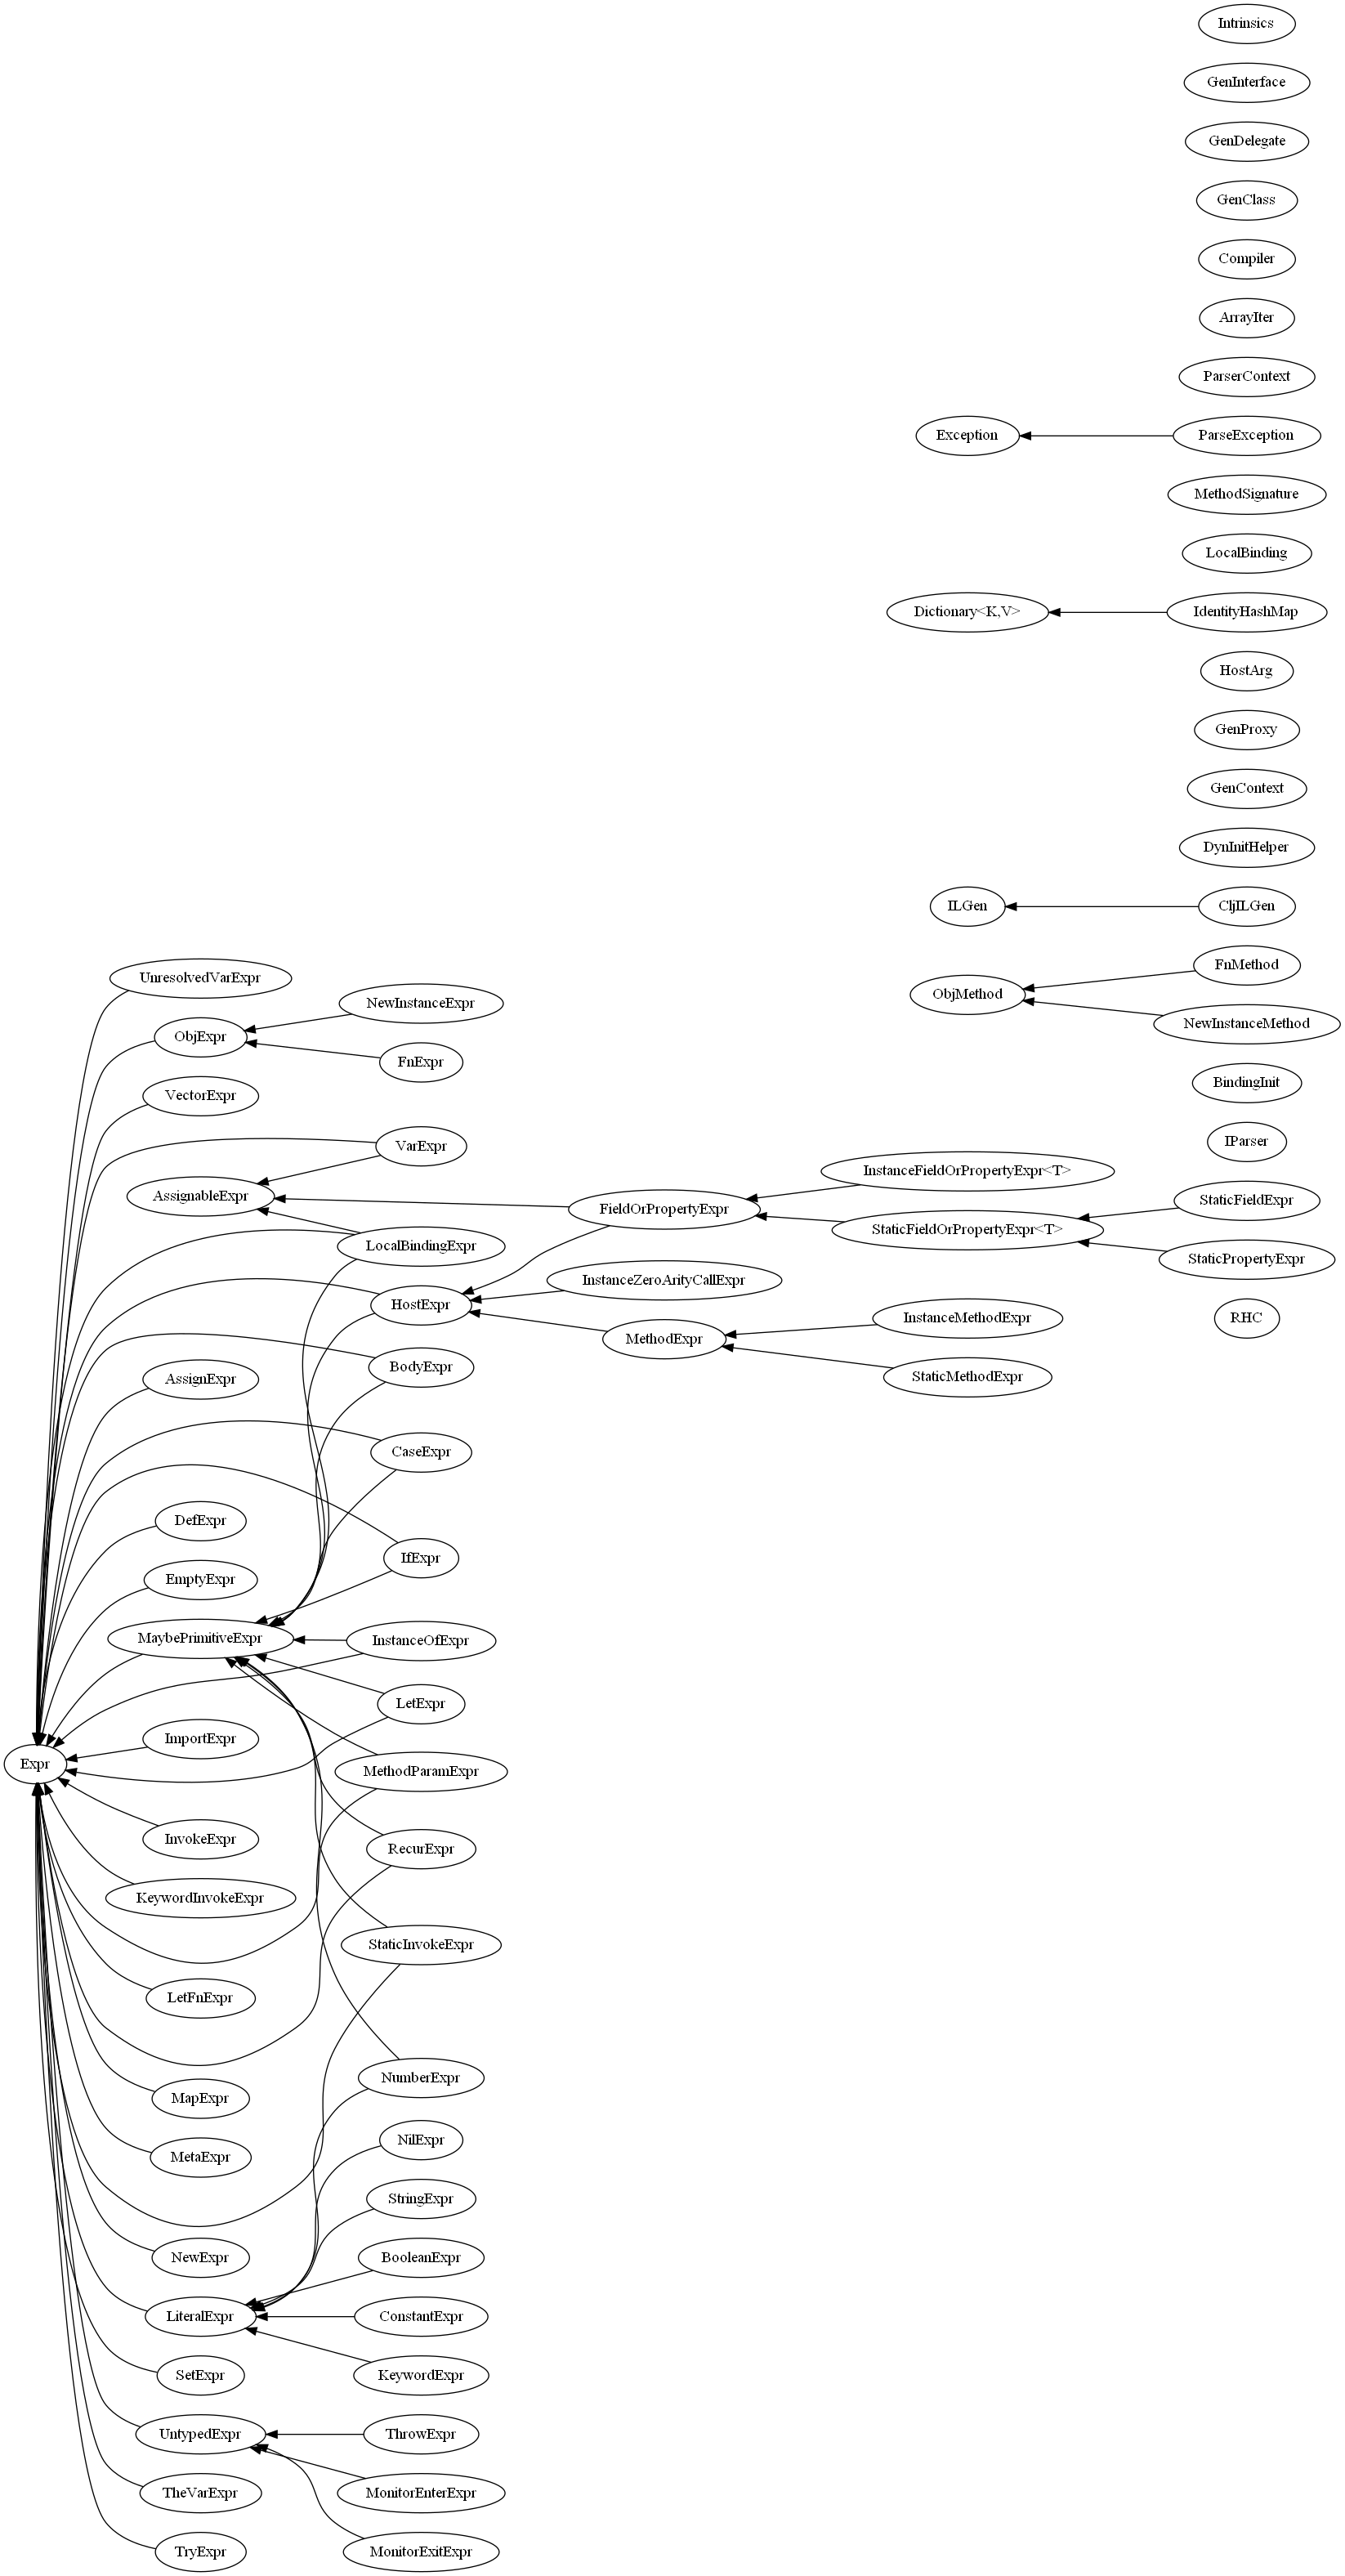 Intrinsics
GenInterface
GenDelegate
GenClass
Compiler
ArrayIter
ParserContext
Exception
ParseException
MethodSignature
LocalBinding
Dictionary<K,V>
IdentityHashMap
HostArg
GenProxy
GenContext
DynInitHelper
ILGen
CljILGen
FnMethod
UnresolvedVarExpr
ObjMethod
NewInstanceExpr
NewInstanceMethod
ObjExpr
FnExpr
BindingInit
VectorExpr
IParser
VarExpr
InstanceFieldOrPropertyExpr<T>
AssignableExpr
StaticFieldExpr
FieldOrPropertyExpr
StaticFieldOrPropertyExpr<T>
LocalBindingExpr
StaticPropertyExpr
InstanceZeroArityCallExpr
HostExpr
InstanceMethodExpr
RHC
MethodExpr
BodyExpr
AssignExpr
StaticMethodExpr
CaseExpr
DefExpr
IfExpr
EmptyExpr
MaybePrimitiveExpr
InstanceOfExpr
LetExpr
ImportExpr
Expr
MethodParamExpr
InvokeExpr
RecurExpr
KeywordInvokeExpr
StaticInvokeExpr
LetFnExpr
NumberExpr
MapExpr
NilExpr
MetaExpr
StringExpr
NewExpr
BooleanExpr
LiteralExpr
ConstantExpr
SetExpr
KeywordExpr
UntypedExpr
ThrowExpr
TheVarExpr
MonitorEnterExpr
TryExpr
MonitorExitExpr